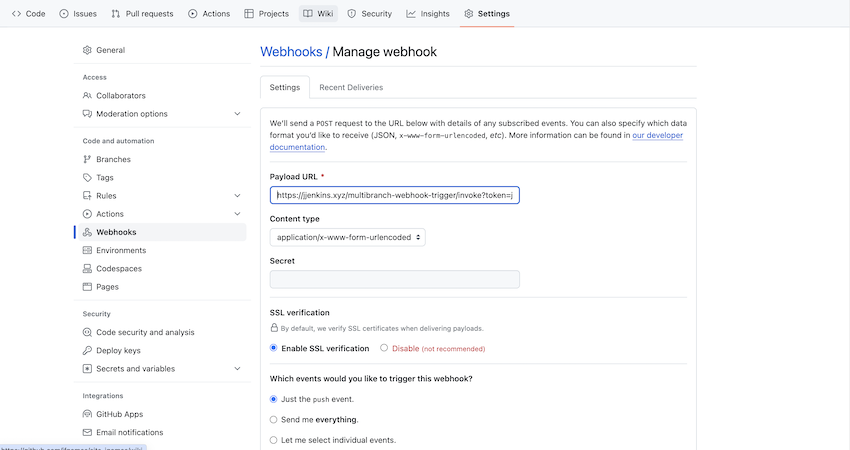 Code Issues Pull requests Actions Projects Wiki Security Insights Settings
General
Access
Collaborators
Moderation options
Code and automation
Branches
Tags
Rules
Actions
Webhooks
Environments
Codespaces
Pages
Security
Code security and analysis
Deploy keys
Secrets and variables
Integrations
GitHub Apps
Email notifications
Webhooks / Manage webhook
Settings Recent Deliveries
We'll send a POST request to the URL below with details of any subscribed events. You can also specify which data
format you'd like to receive (JSON, x-www-form-urlencoded, etc). More information can be found in our developer
documentation.
Payload URL *
https://jjenkins.xyz/multibranch-webhook-trigger/invoke?token=j
Content type
application/x-www-form-urlencoded
Secret
SSL verification
By default, we verify SSL certificates when delivering payloads.
Enable SSL verification Disable (not recommended)
Which events would you like to trigger this webhook?
Just the push event.
Send me everything.
Let me select individual events.